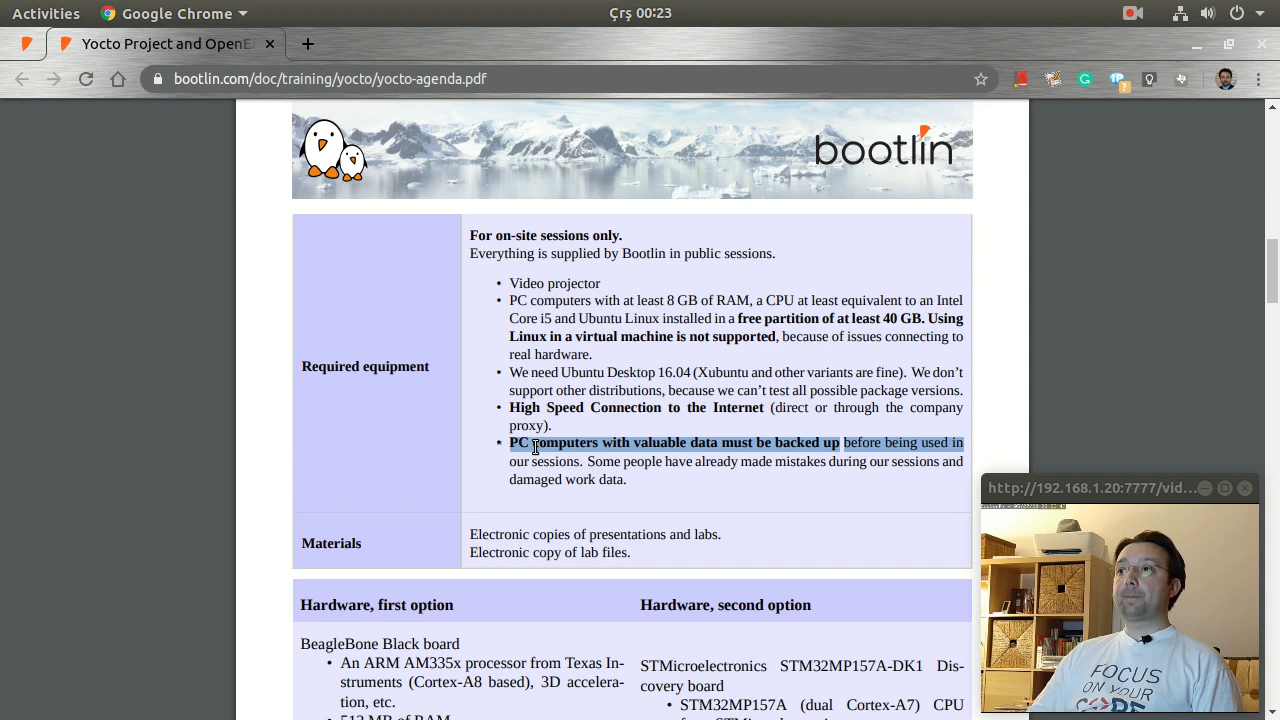 Activities Google Chrome Çrş 00:23
Yocto Project and OpenE
bootlin.com/doc/training/yocto/yocto-agenda.pdf
bootlin
For on-site sessions only.
Everything is supplied by Bootlin in public sessions.
• Video projector
• PC computers with at least 8 GB of RAM, a CPU at least equivalent to an Intel
Core i5 and Ubuntu Linux installed in a free partition of at least 40 GB. Using
Linux in a virtual machine is not supported, because of issues connecting to
real hardware.
Required equipment
• We need Ubuntu Desktop 16.04 (Xubuntu and other variants are fine). We don't
support other distributions, because we can't test all possible package versions.
• High Speed Connection to the Internet (direct or through the company
proxy).
• PC computers with valuable data must be backed up before being used in
our sessions. Some people have already made mistakes during our sessions and
damaged work data.
Materials
Electronic copies of presentations and labs.
Electronic copy of lab files.
Hardware, first option
BeagleBone Black board
• An ARM AM335x processor from Texas In-
struments (Cortex-A8 based), 3D accelera-
tion, etc.
• 512 MB of RAM
Hardware, second option
STMicroelectronics STM32MP157A-DK1 Dis-
covery board
• STM32MP157A (dual Cortex-A7) CPU
http://192.168.1.20:7777/vid...
FOCUS
ON YOUR